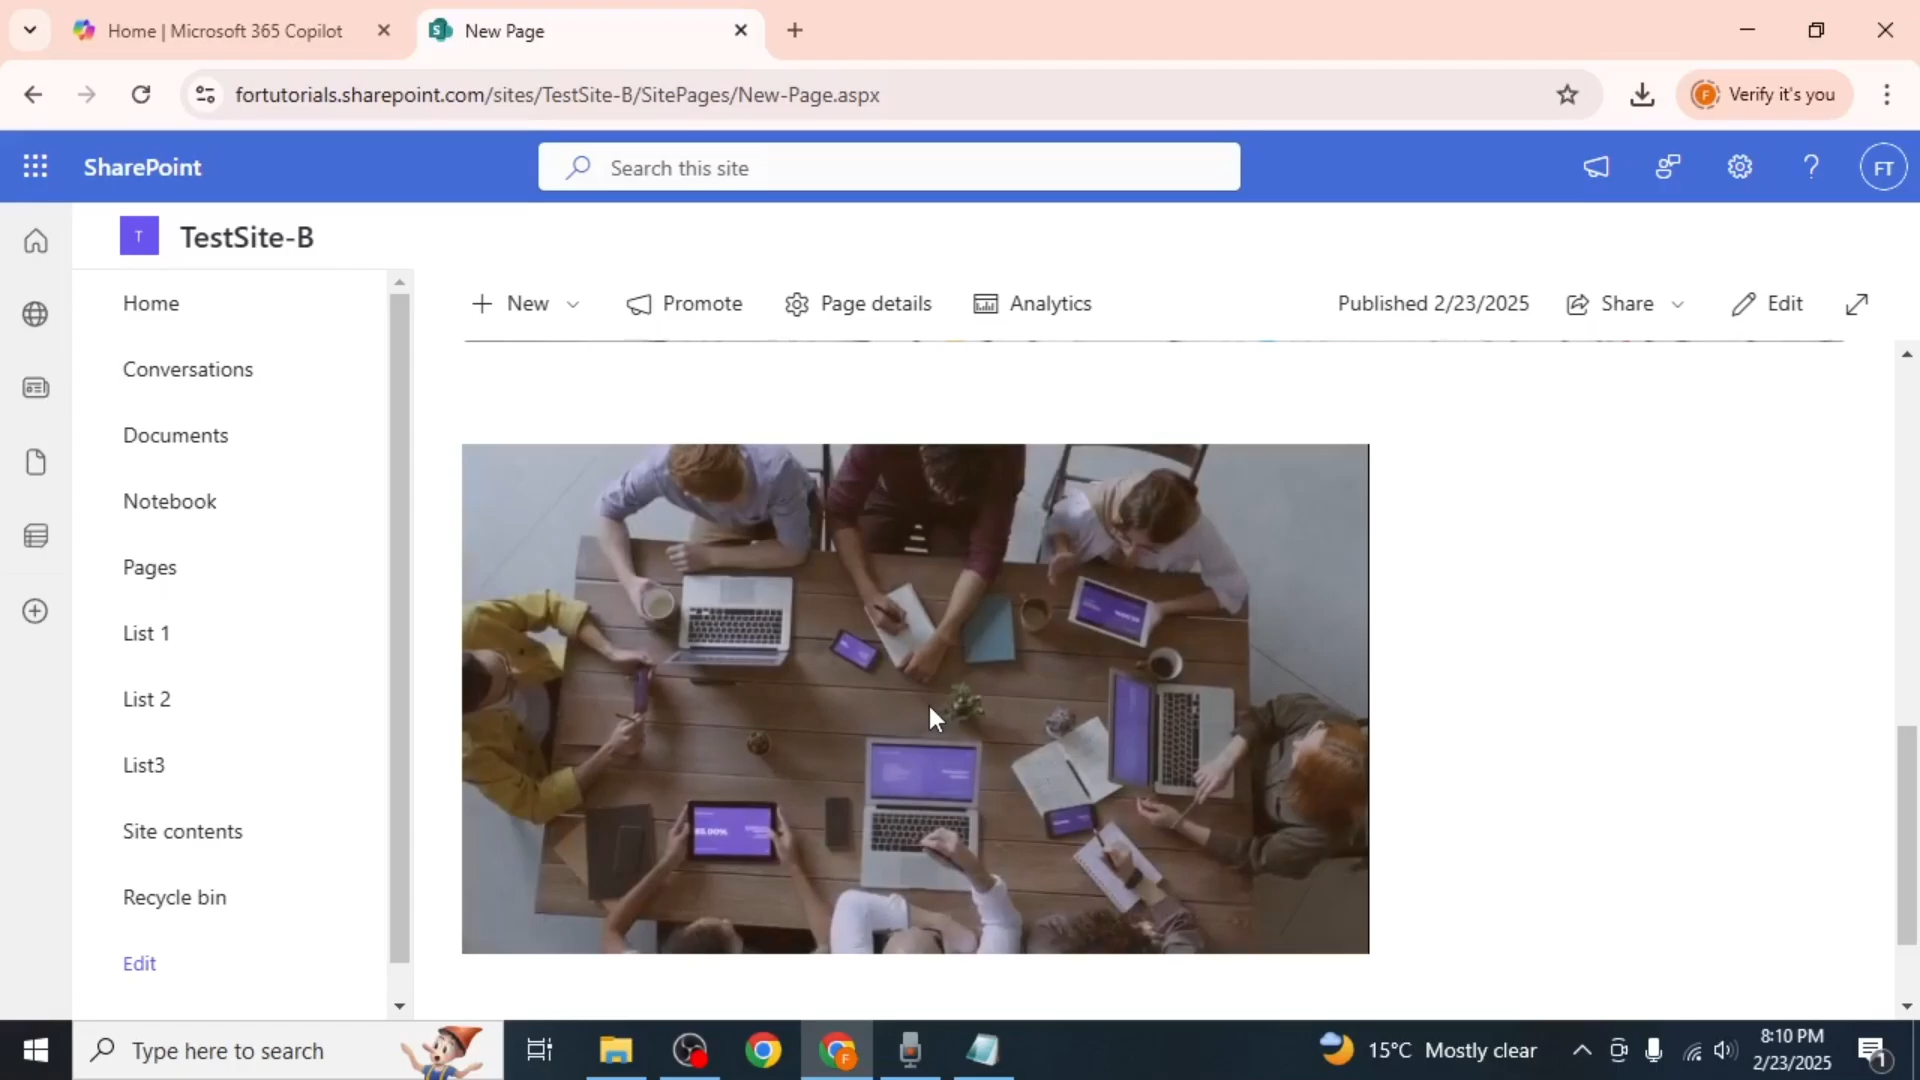 Home | Microsoft 365 Copilot
New Page
fortutorials.sharepoint.com/sites/TestSite-B/SitePages/New-Page.aspx
Verify it's you
SharePoint
Search this site
FT
T
TestSite-B
New
Promote
Page details
Analytics
Published 2/23/2025
Share
Edit
Home
Conversations
Documents
Notebook
Pages
List 1
List 2
List3
Site contents
Recycle bin
Edit
85.00%
Type here to search
15°C Mostly clear
8:10 PM
2/23/2025
1